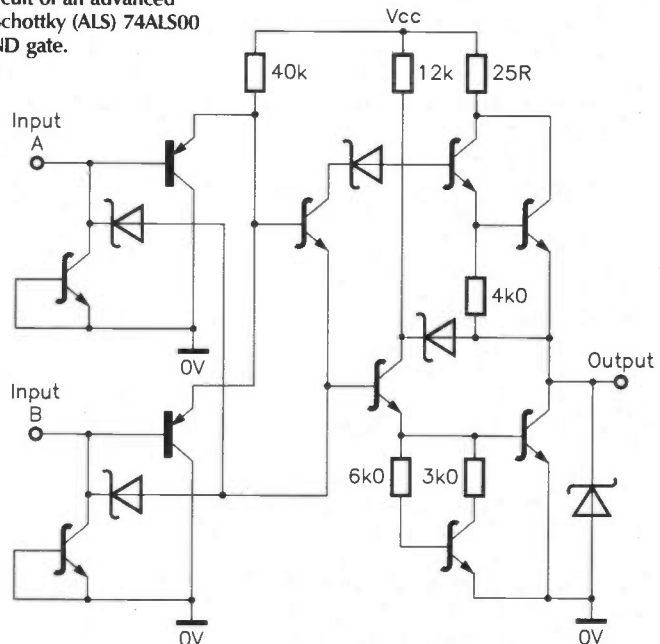 cuit of an advanced
Schottky (ALS) 74ALS00
ND gate.
Vcc
40k
12k
25R
Input
A
4k0
0V
Output
Input
B
6k0
3k0
0V
0V